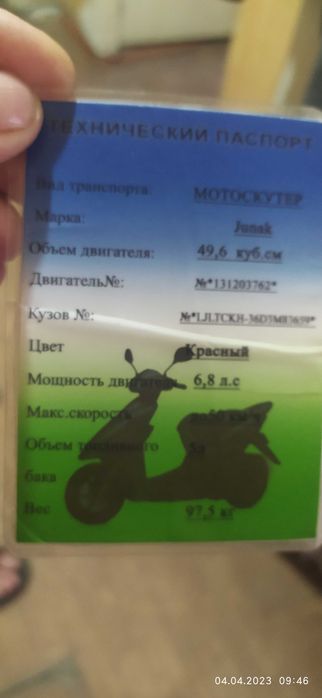 ТЕХНИЧЕСКИЙ ПАСПОРТ
Вид транспорта: МОТОСКУТЕР
Марка: Junak
Объем двигателя: 49,6 куб.см
Двигатель№: №*131203762*
Кузов №:
Цвет Красный
Мощность двигателя 6,8 л.с
Макс.скорость
Объем топливного 5л
бака
Вес 97,5 кг
04.04.2023 09:46